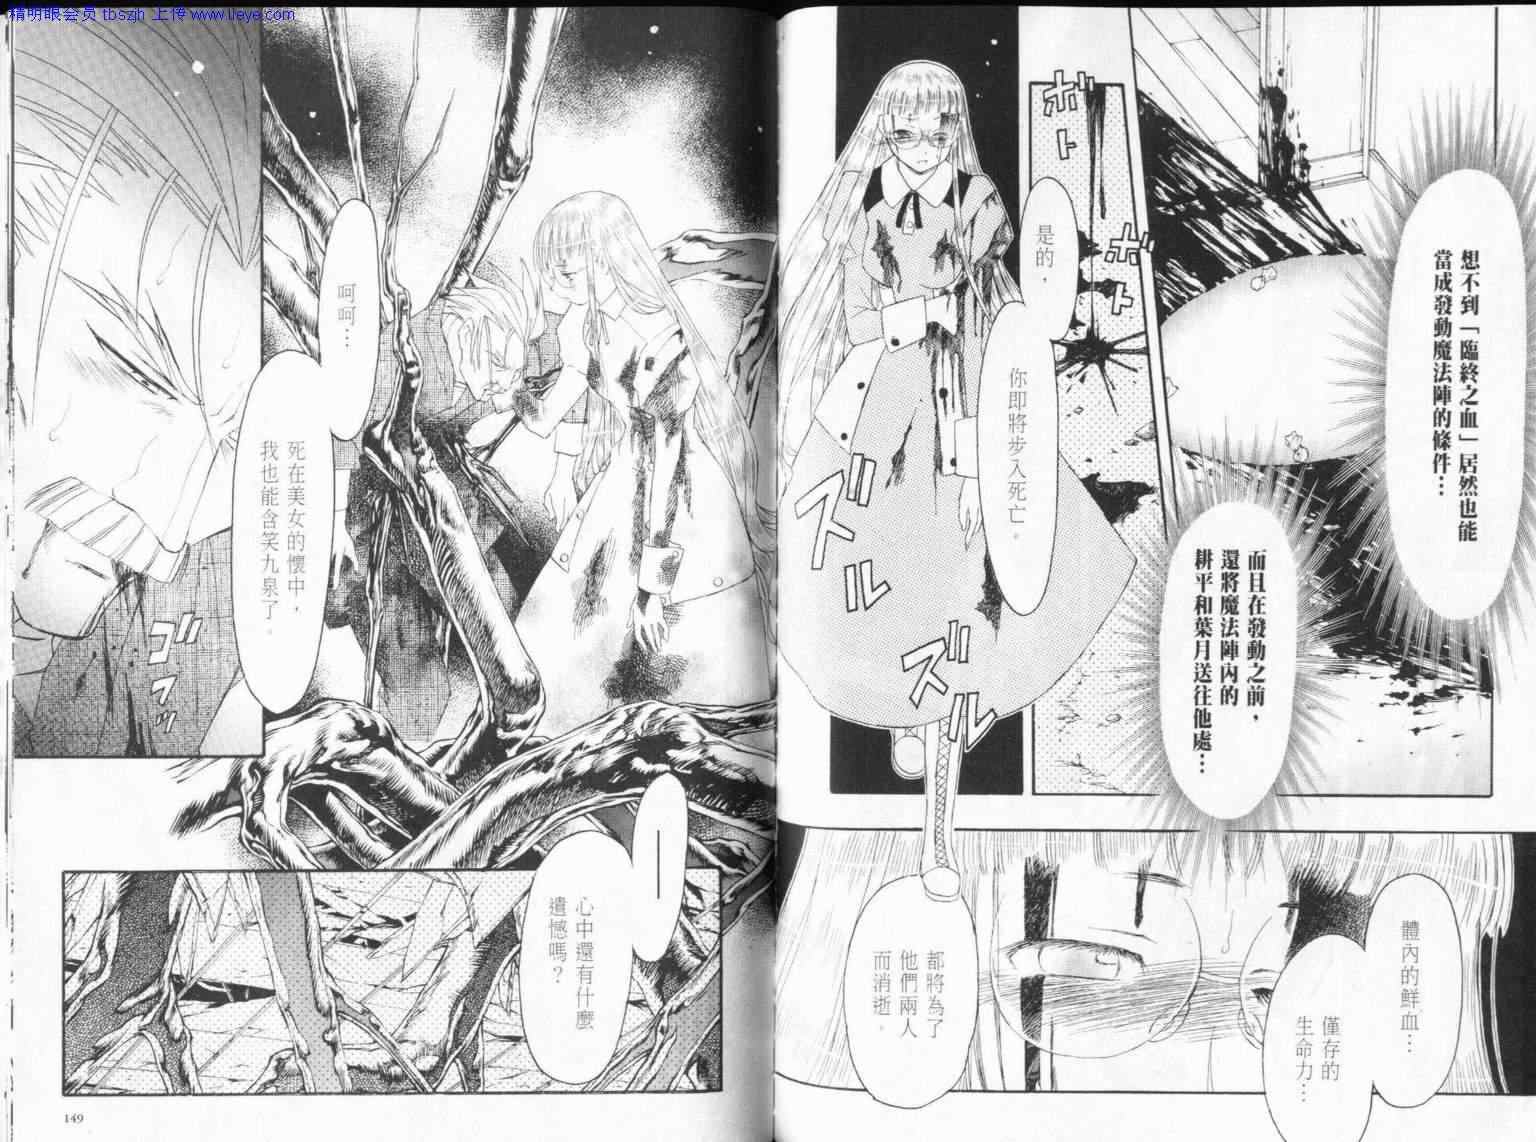 精明眼会员 tbszjh 上传 www.iieye.com
想不到「臨終之血」居然也能
當成發動魔法陣的條件…
而且在發動之前，
還將魔法陣內的
耕平和葉月送往他處…
ボト
ボト
是的，
你即將步入死亡。
ズル
ズル
體內的鮮血…
僅存的
生命力…
都將為了
他們兩人
而消逝。
呵呵…
死在美女的懷中，
我也能含笑九泉了。
ゴフッ
——
心中還有什麼
遺憾嗎？
149